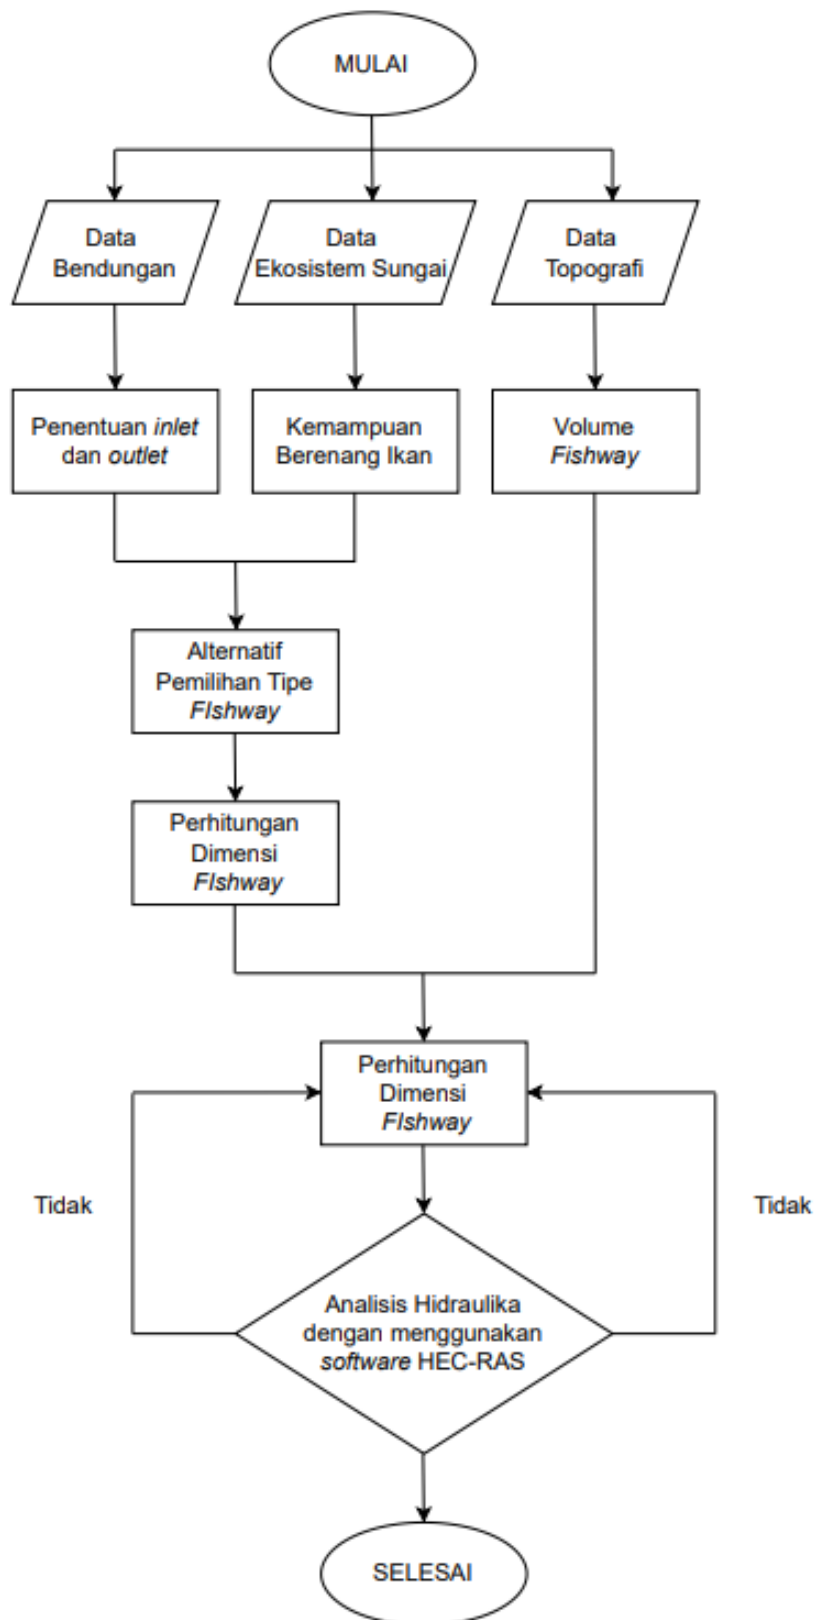 MULAI
Data
Bendungan
Data
Ekosistem Sungai
Data
Topografi
Penentuan inlet
dan outlet
Kemampuan
Berenang Ikan
Volume
Fishway
Alternatif
Pemilihan Tipe
FIshway
Perhitungan
Dimensi
FIshway
Perhitungan
Dimensi
FIshway
Tidak
Tidak
Analisis Hidraulika
dengan menggunakan
software HEC-RAS
SELESAI